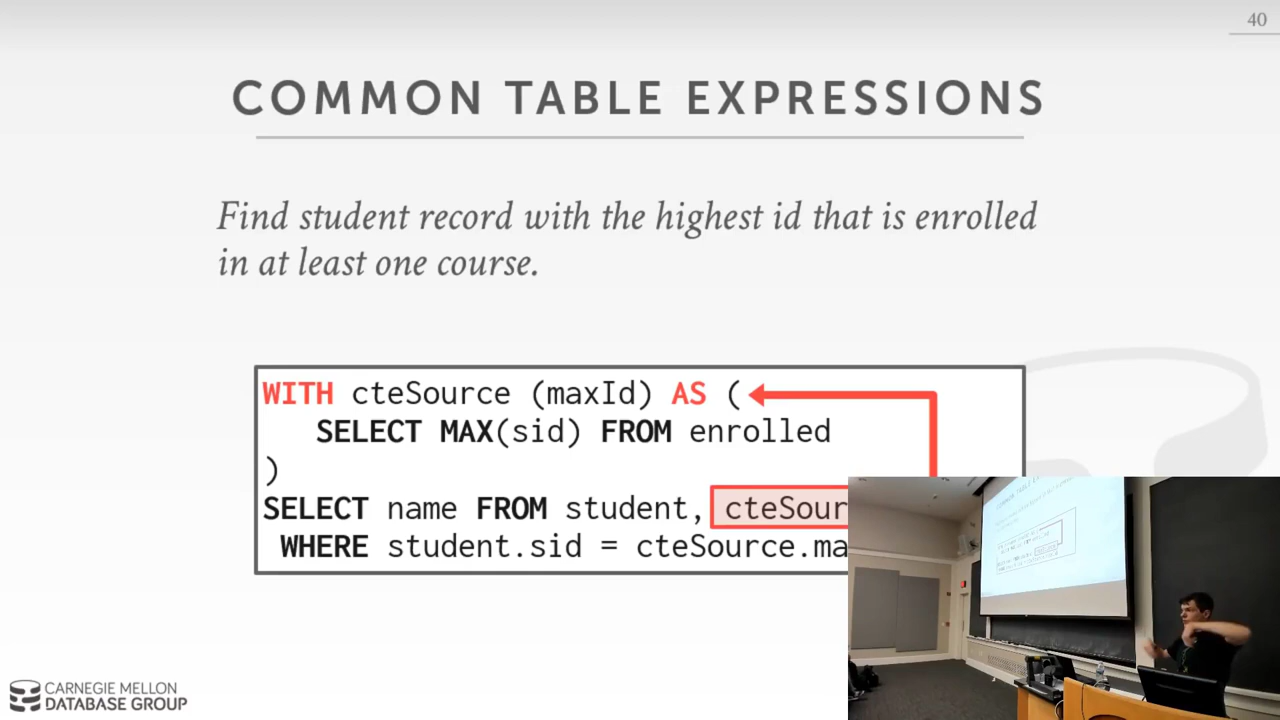 40
COMMON TABLE EXPRESSIONS
Find student record with the highest id that is enrolled
in at least one course.
WITH cteSource (maxId) AS (
SELECT MAX(sid) FROM enrolled
)
SELECT name FROM student, cteSour
WHERE student.sid = cteSource.ma
CARNEGIE MELLON
DATABASE GROUP